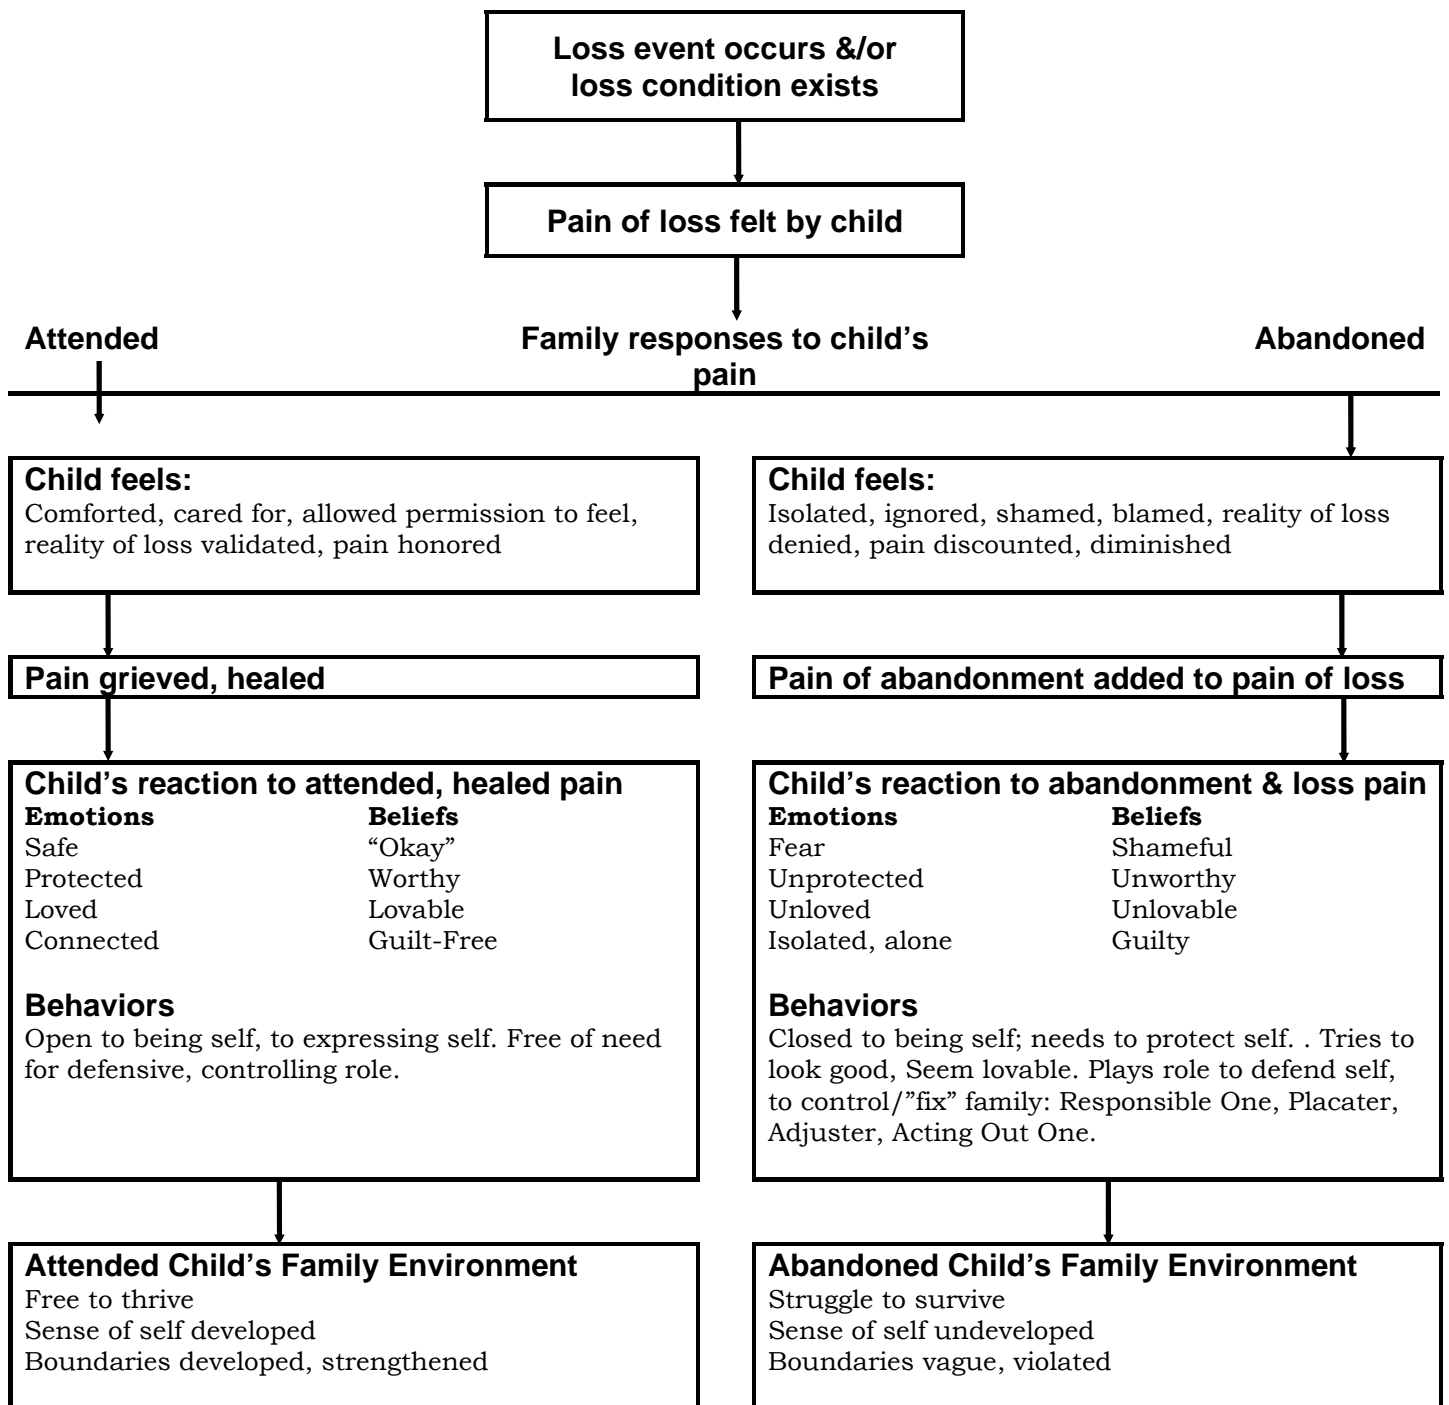 Loss event occurs &/or
loss condition exists
Pain of loss felt by child
Attended
Family responses to child’s
pain
Abandoned
Child feels:
Comforted, cared for, allowed permission to feel,
reality of loss validated, pain honored
Child feels:
Isolated, ignored, shamed, blamed, reality of loss
denied, pain discounted, diminished
Pain grieved, healed
Pain of abandonment added to pain of loss
Child’s reaction to attended, healed pain
Emotions Beliefs
Safe “Okay”
Protected Worthy
Loved Lovable
Connected Guilt-Free
Behaviors
Open to being self, to expressing self. Free of need
for defensive, controlling role.
Child’s reaction to abandonment & loss pain
Emotions Beliefs
Fear Shameful
Unprotected Unworthy
Unloved Unlovable
Isolated, alone Guilty
Behaviors
Closed to being self; needs to protect self. . Tries to
look good, Seem lovable. Plays role to defend self,
to control/”fix” family: Responsible One, Placater,
Adjuster, Acting Out One.
Attended Child’s Family Environment
Free to thrive
Sense of self developed
Boundaries developed, strengthened
Abandoned Child’s Family Environment
Struggle to survive
Sense of self undeveloped
Boundaries vague, violated